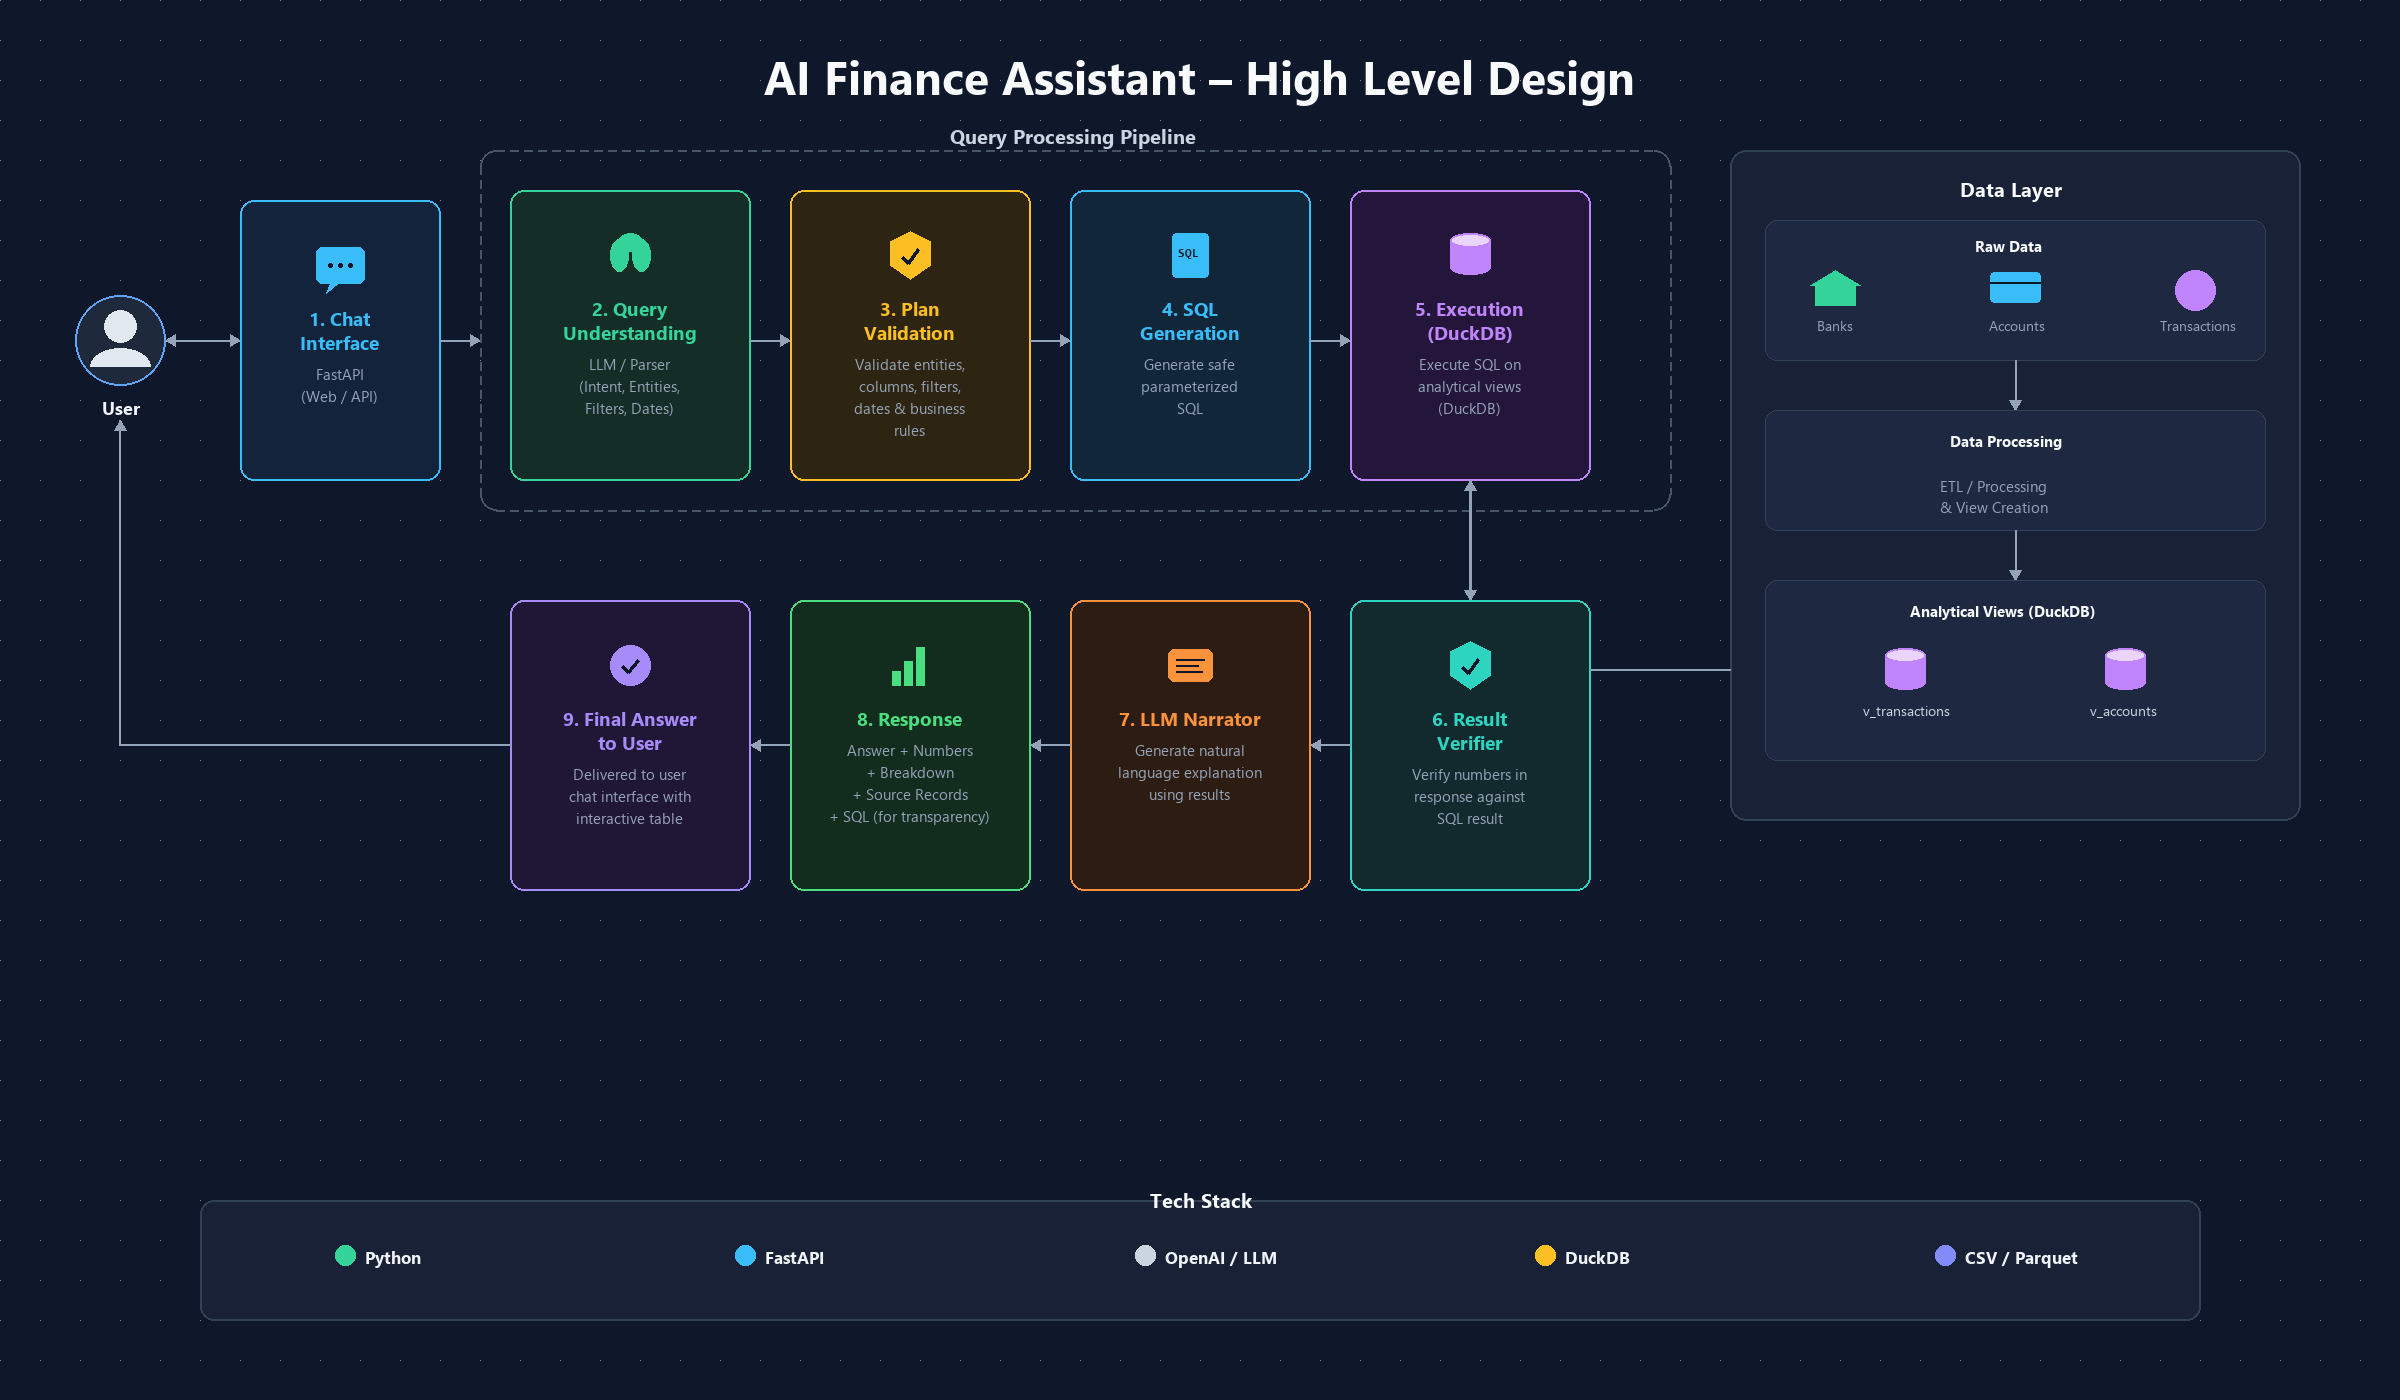 AI Finance Assistant – High Level Design
Query Processing Pipeline
1. Chat
Interface
FastAPI
(Web / API)
User
2. Query
Understanding
LLM / Parser
(Intent, Entities,
Filters, Dates)
3. Plan
Validation
Validate entities,
columns, filters,
dates & business
rules
SQL
4. SQL
Generation
Generate safe
parameterized
SQL
5. Execution
(DuckDB)
Execute SQL on
analytical views
(DuckDB)
Data Layer
Raw Data
Banks
Accounts
Transactions
Data Processing
ETL / Processing
& View Creation
Analytical Views (DuckDB)
v_transactions
v_accounts
6. Result
Verifier
Verify numbers in
response against
SQL result
7. LLM Narrator
Generate natural
language explanation
using results
8. Response
Answer + Numbers
+ Breakdown
+ Source Records
+ SQL (for transparency)
9. Final Answer
to User
Delivered to user
chat interface with
interactive table
Tech Stack
Python
FastAPI
OpenAI / LLM
DuckDB
CSV / Parquet